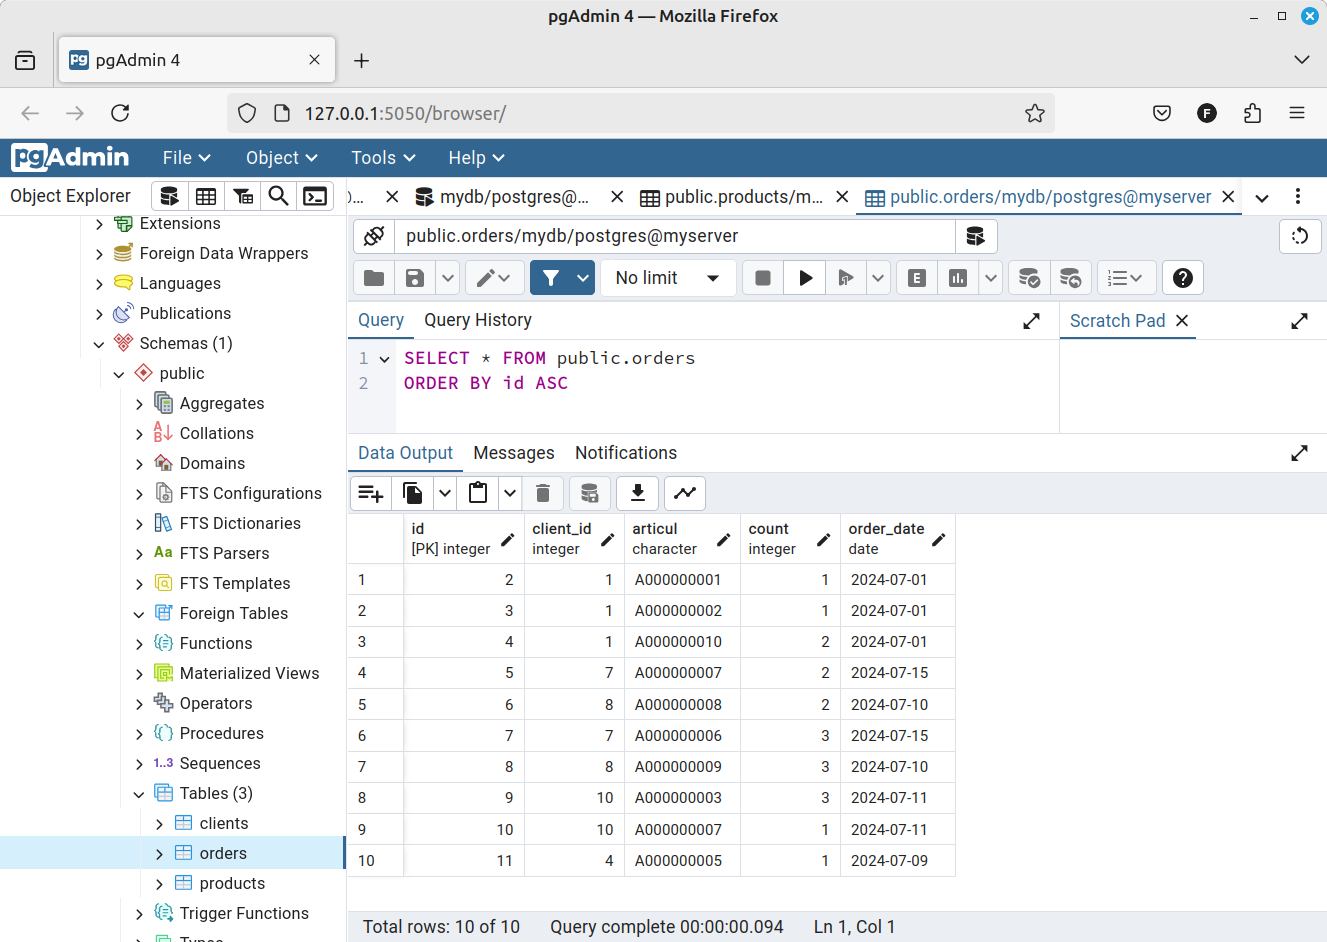 pgAdmin 4 — Mozilla Firefox
pg pgAdmin 4
127.0.0.1:5050/browser/
F
pgAdmin File Object Tools Help
Object Explorer
)... mydb/postgres@... public.products/m... public.orders/mydb/postgres@myserver
public.orders/mydb/postgres@myserver
No limit
E
Query Query History
Scratch Pad
1 SELECT * FROM public.orders
2 ORDER BY id ASC
Extensions
Foreign Data Wrappers
Languages
Publications
Schemas (1)
public
Aggregates
Collations
Domains
FTS Configurations
FTS Dictionaries
Aa FTS Parsers
FTS Templates
Foreign Tables
Functions
Materialized Views
Operators
Procedures
1..3 Sequences
Tables (3)
clients
orders
products
Trigger Functions
Types
Data Output Messages Notifications
id client_id articul count order_date
[PK] integer integer character integer date
1 2 1 A000000001 1 2024-07-01
2 3 1 A000000002 1 2024-07-01
3 4 1 A000000010 2 2024-07-01
4 5 7 A000000007 2 2024-07-15
5 6 8 A000000008 2 2024-07-10
6 7 7 A000000006 3 2024-07-15
7 8 8 A000000009 3 2024-07-10
8 9 10 A000000003 3 2024-07-11
9 10 10 A000000007 1 2024-07-11
10 11 4 A000000005 1 2024-07-09
Total rows: 10 of 10 Query complete 00:00:00.094 Ln 1, Col 1